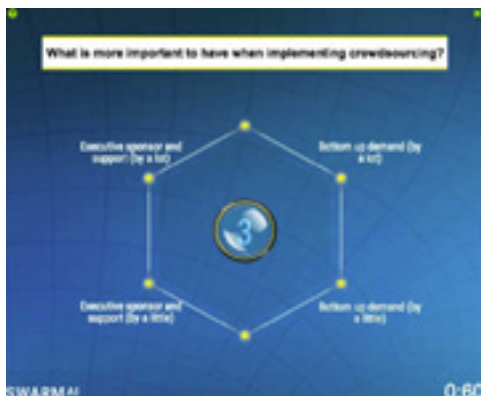 What is more important to have when implementing crowdsourcing?
Executive sponsor and
support (by a lot)
Bottom up demand (by
a lot)
3
Executive sponsor and
support (by a little)
Bottom up demand (by
a little)
SWARM AI
0:60